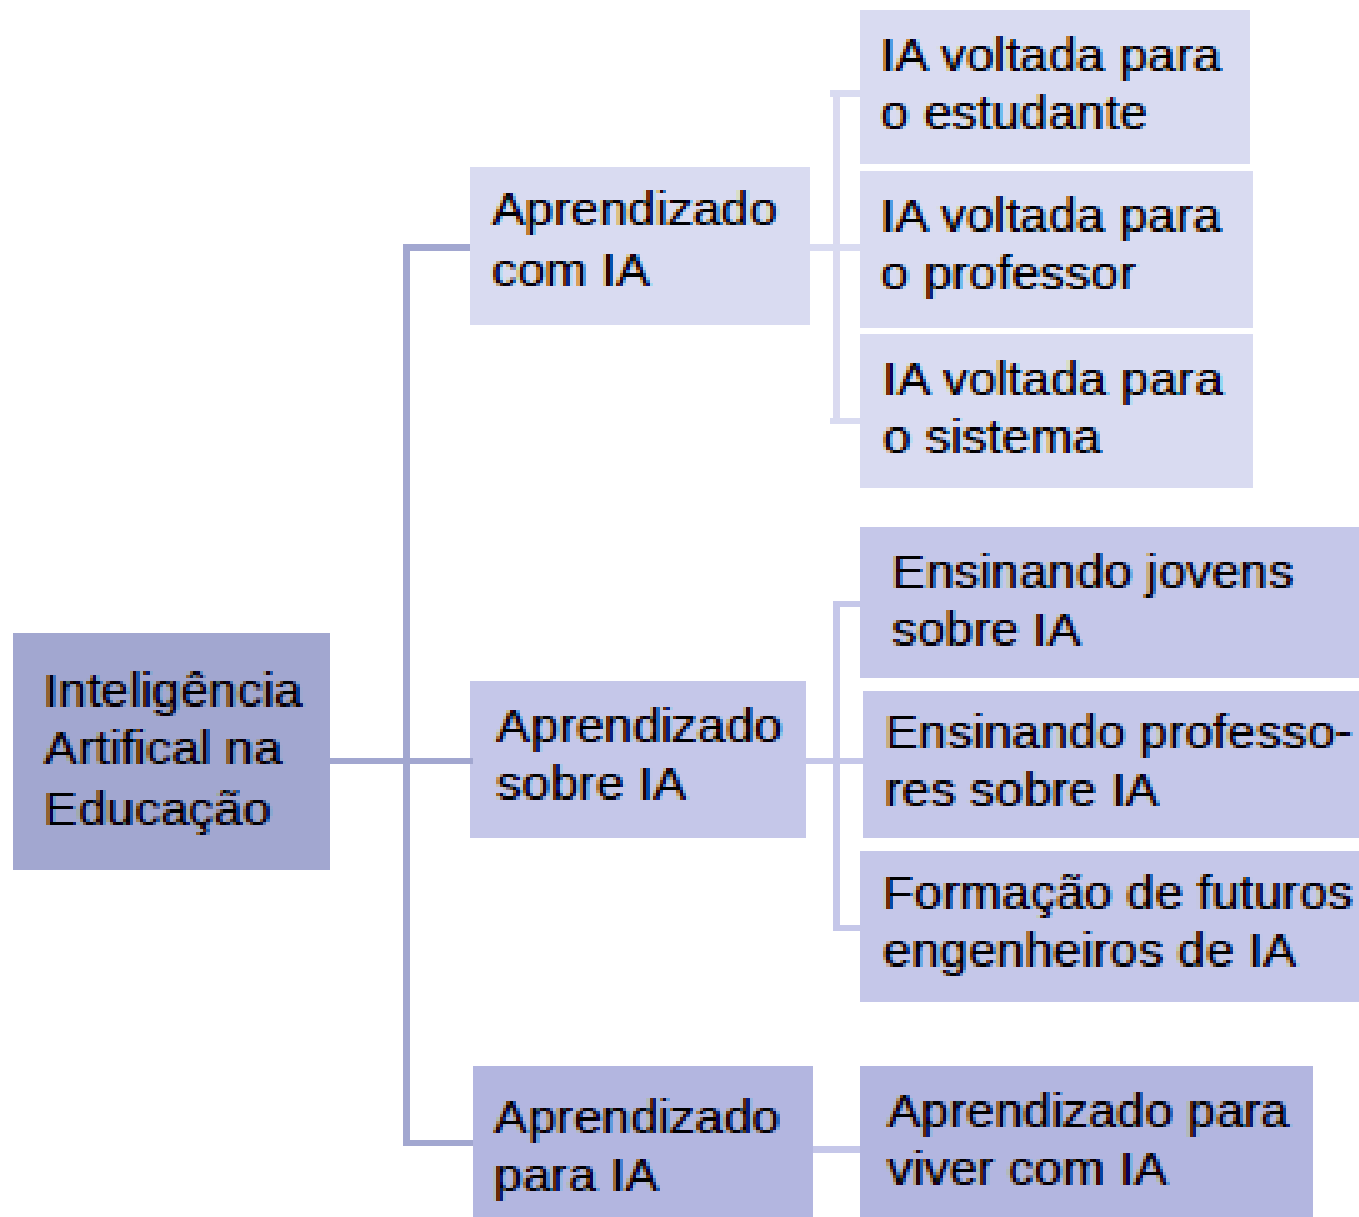 IA voltada para
o estudante
Aprendizado
com IA
IA voltada para
o professor
IA voltada para
o sistema
Ensinando jovens
sobre IA
Inteligência
Artifical na
Educação
Aprendizado
sobre IA
Ensinando professo-
res sobre IA
Formação de futuros
engenheiros de IA
Aprendizado
para IA
Aprendizado para
viver com IA